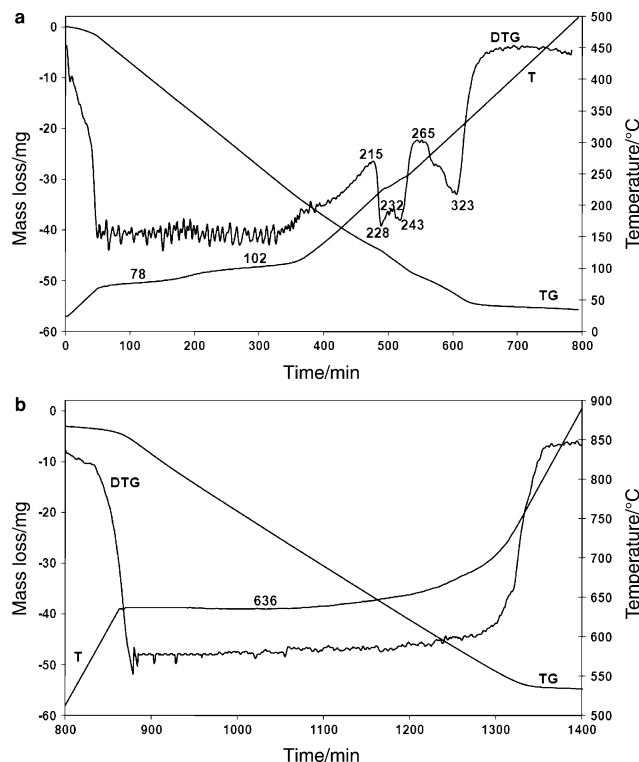 a
0
-10
-20
-30
-40
-50
-60
Mass loss/mg
500
450
400
350
300
250
200
150
100
50
0
Temperature/°C
DTG
T
215
265
232
228
243
323
78
102
TG
0 100 200 300 400 500 600 700 800
Time/min
b
0
-10
-20
-30
-40
-50
-60
Mass loss/mg
900
850
800
750
700
650
600
550
500
Temperature/°C
DTG
636
T
TG
800 900 1000 1100 1200 1300 1400
Time/min